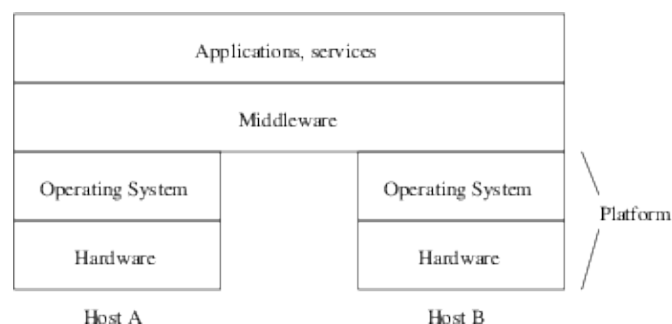 Applications, services
Middleware
Operating System
Operating System
Platform
Hardware
Hardware
Host A
Host B